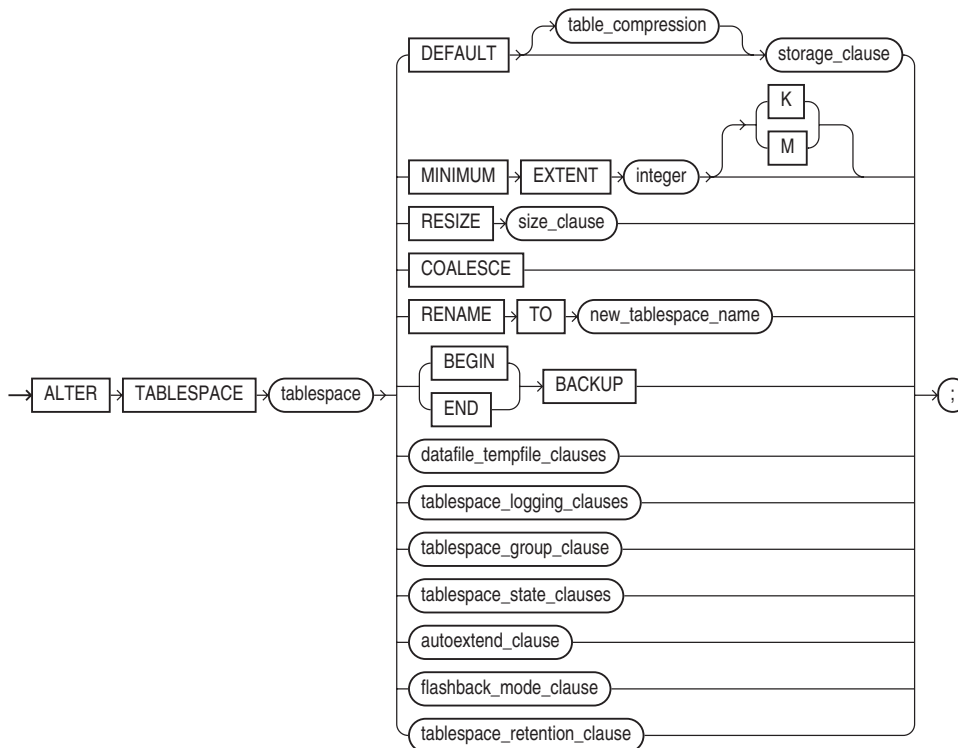 table_compression
DEFAULT storage_clause
K
M
MINIMUM EXTENT integer
RESIZE size_clause
COALESCE
RENAME TO new_tablespace_name
BEGIN
ALTER TABLESPACE tablespace BACKUP ;
END
datafile_tempfile_clauses
tablespace_logging_clauses
tablespace_group_clause
tablespace_state_clauses
autoextend_clause
flashback_mode_clause
tablespace_retention_clause